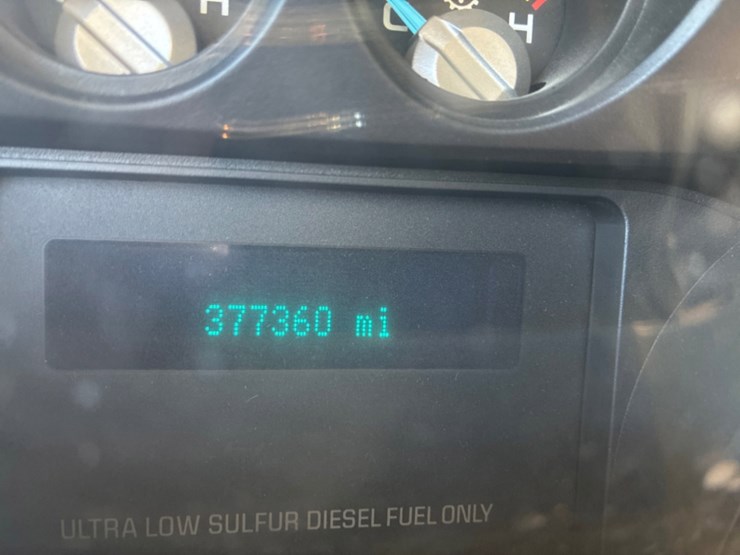 H C H
377360 mi
ULTRA LOW SULFUR DIESEL FUEL ONLY